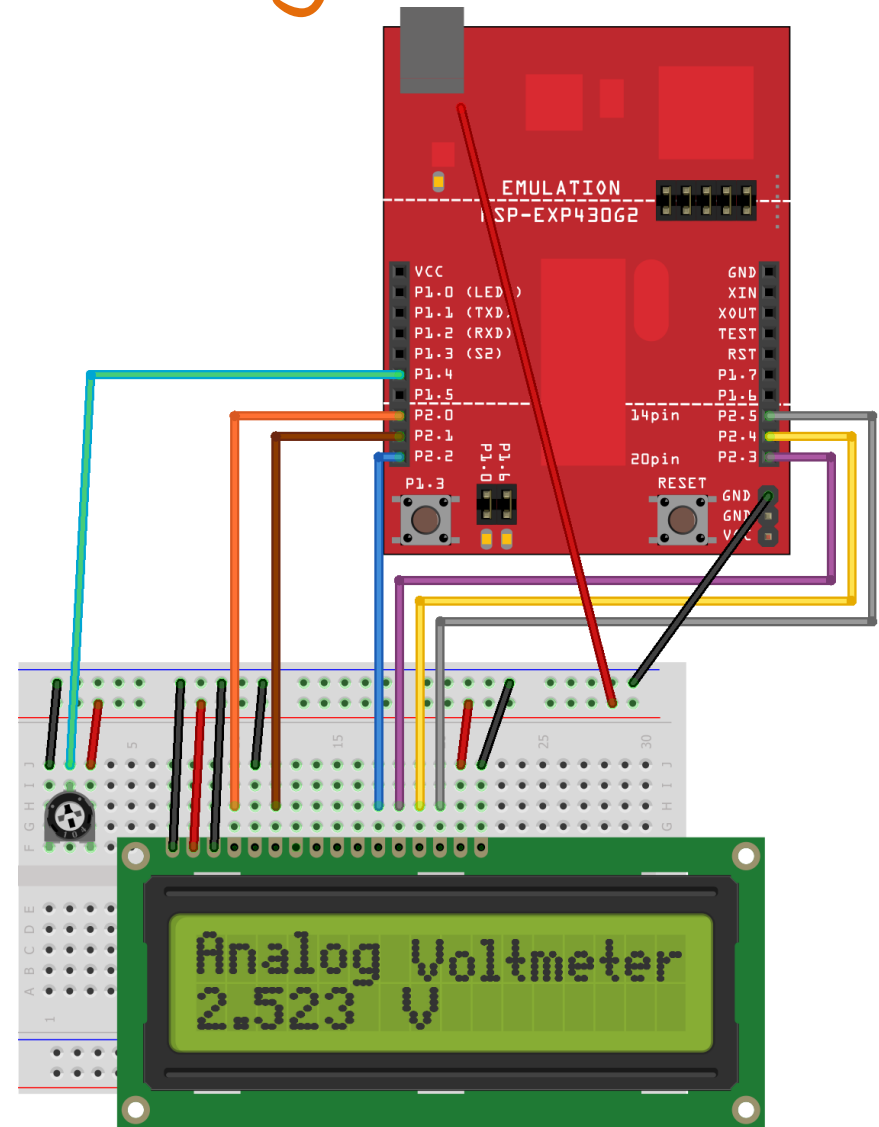 EMULATION
MSP-EXP430G2
VCC
GND
P1.0 (LED1)
XIN
P1.1 (TXD)
XOUT
P1.2 (RXD)
TEST
P1.3 (S2)
RST
P1.4
P1.7
P1.5
P1.6
P2.0
14pin
P2.5
P2.1
P2.4
P2.2
20pin
P2.3
P1.3
P1.0
P1.6
RESET
GND
GND
VCC
5
15
25
30
J
J
I
I
H
H
G
G
F
E
D
C
B
A
1
Analog Voltmeter
2.523 V